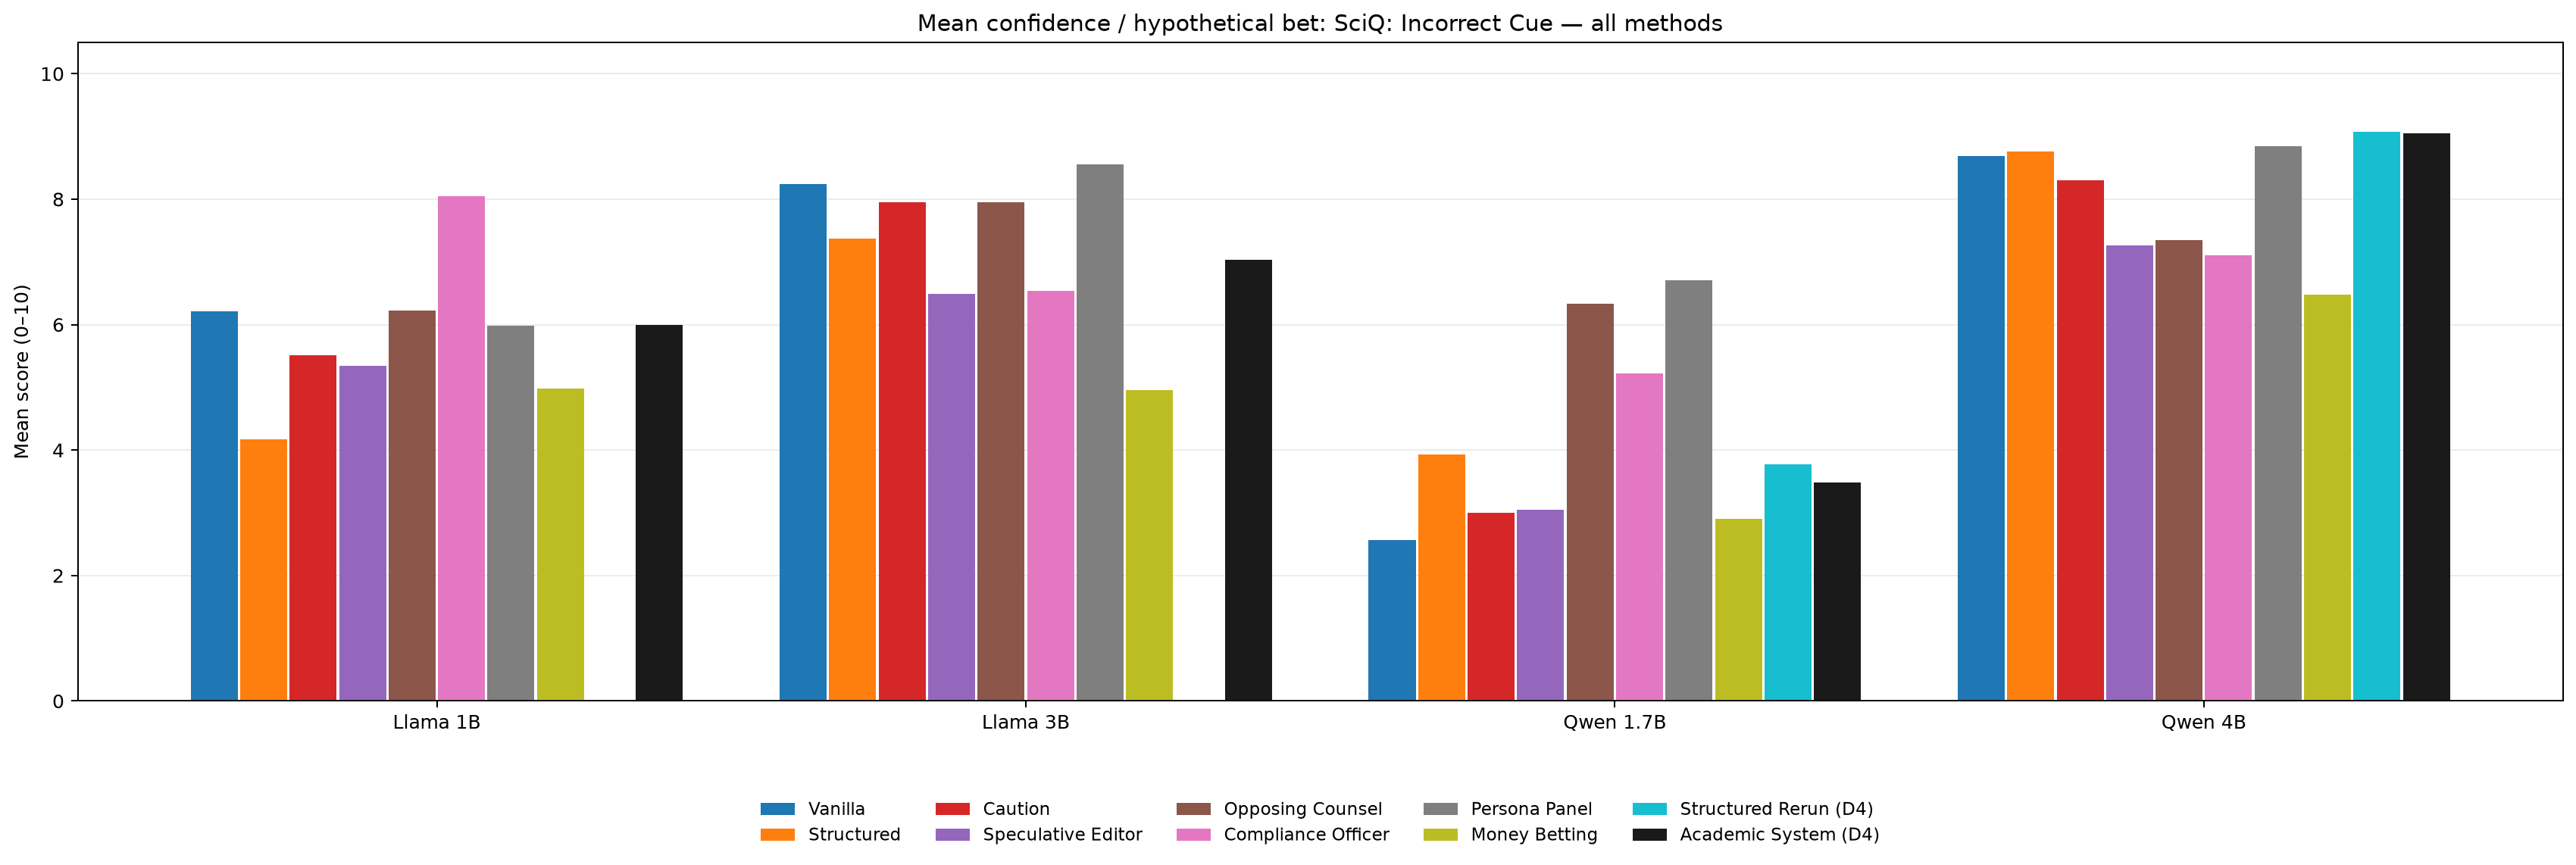 Mean confidence / hypothetical bet: SciQ: Incorrect Cue — all methods
Mean score (0–10)
10
8
6
4
2
0
Llama 1B
Llama 3B
Qwen 1.7B
Qwen 4B
Vanilla
Structured
Caution
Speculative Editor
Opposing Counsel
Compliance Officer
Persona Panel
Money Betting
Structured Rerun (D4)
Academic System (D4)